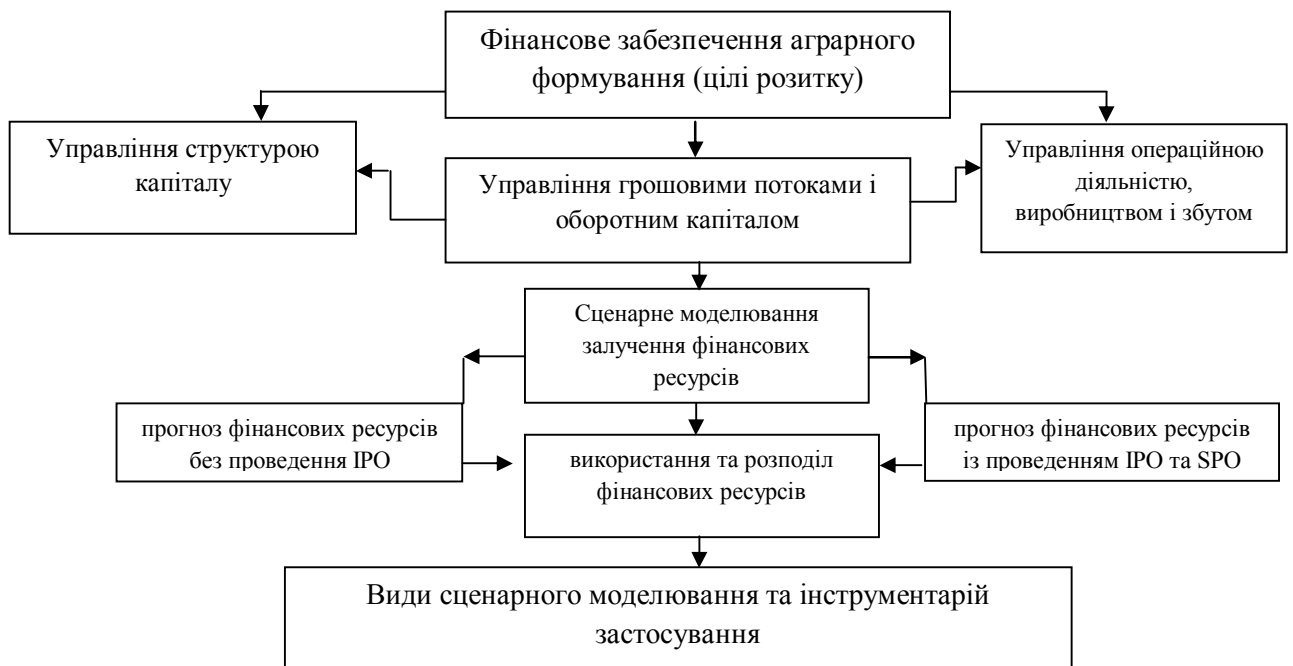 Фінансове забезпечення аграрного
формування (цілі розитку)
Управління структурою
капіталу
Управління грошовими потоками і
оборотним капіталом
Управління операційною
діяльністю,
виробництвом і збутом
Сценарне моделювання
залучення фінансових
ресурсів
прогноз фінансових ресурсів
без проведення IPO
використання та розподіл
фінансових ресурсів
прогноз фінансових ресурсів
із проведенням IPO та SPO
Види сценарного моделювання та інструментарій
застосування